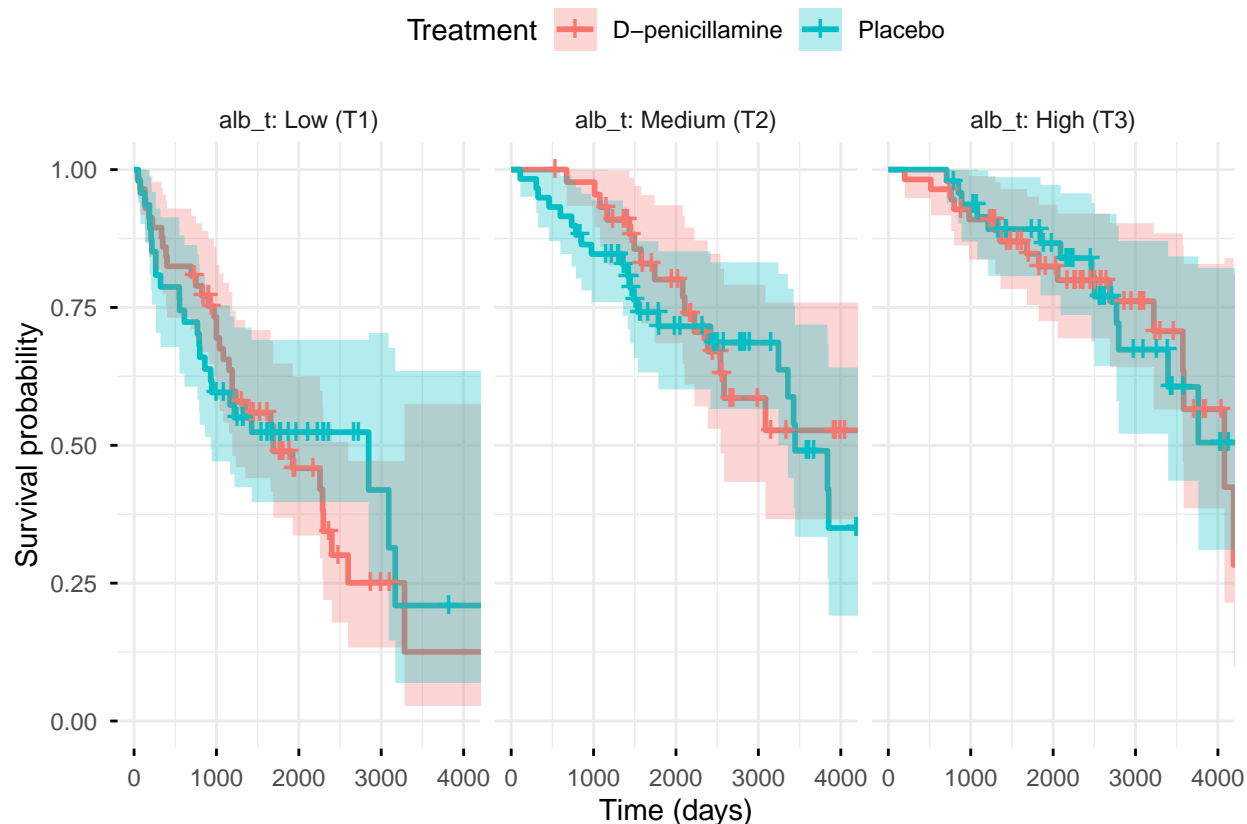 Treatment D−penicillamine Placebo
alb_t: Low (T1) alb_t: Medium (T2) alb_t: High (T3)
1.00
0.75
0.50
0.25
0.00
Survival probability
0 1000 2000 3000 4000 0 1000 2000 3000 4000 0 1000 2000 3000 4000
Time (days)